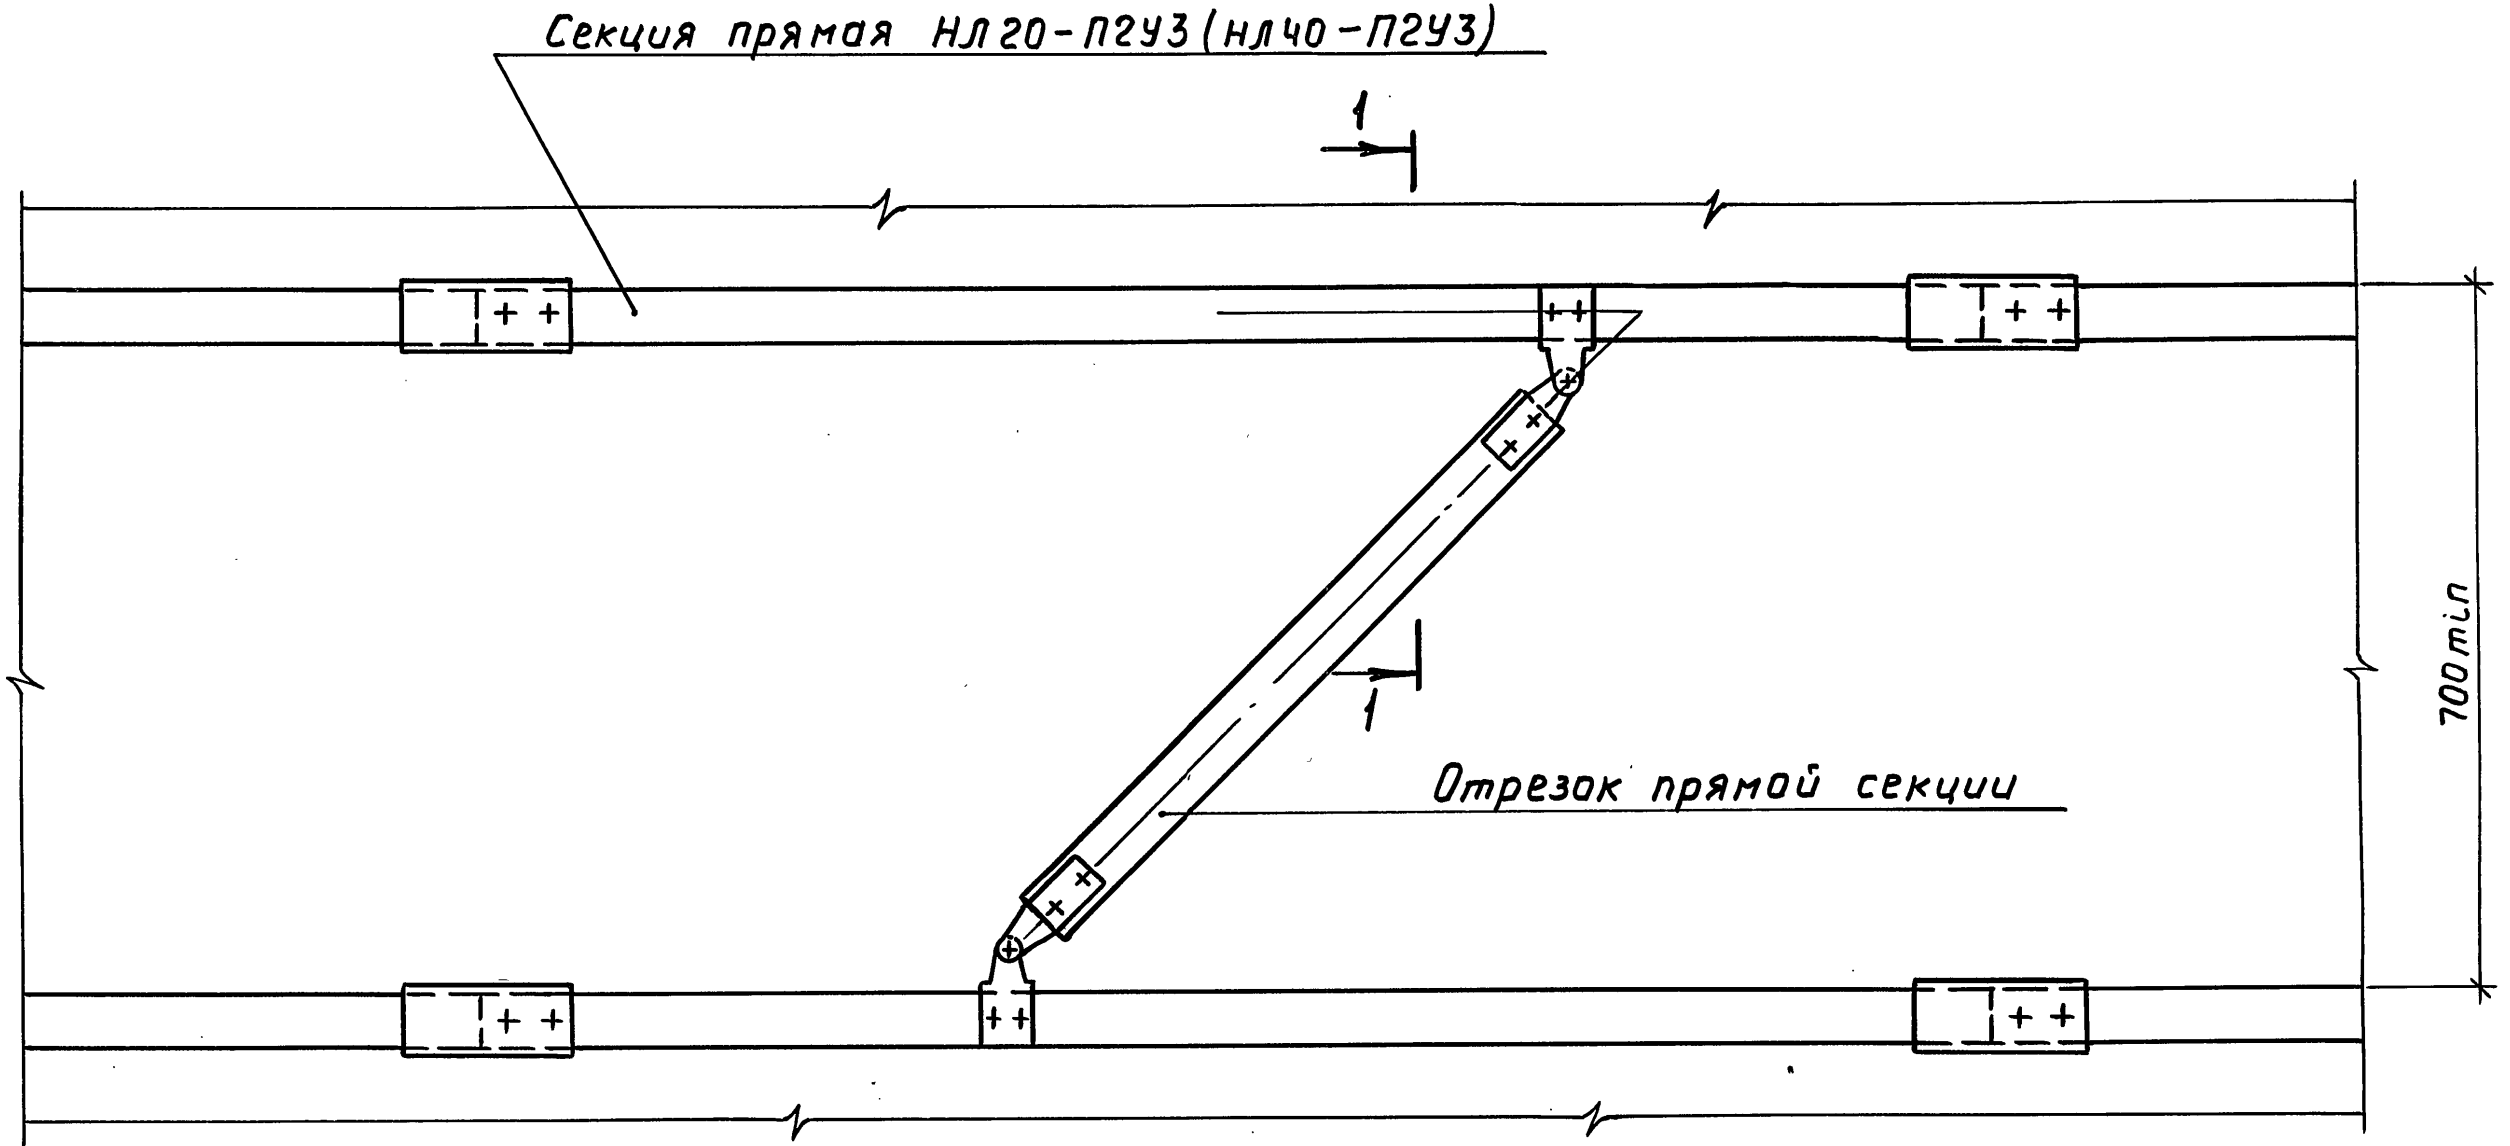 Секция прямая НЛ20-П2У3(НЛ40-П2У3)
1
1
700min
Отрезок прямой секции